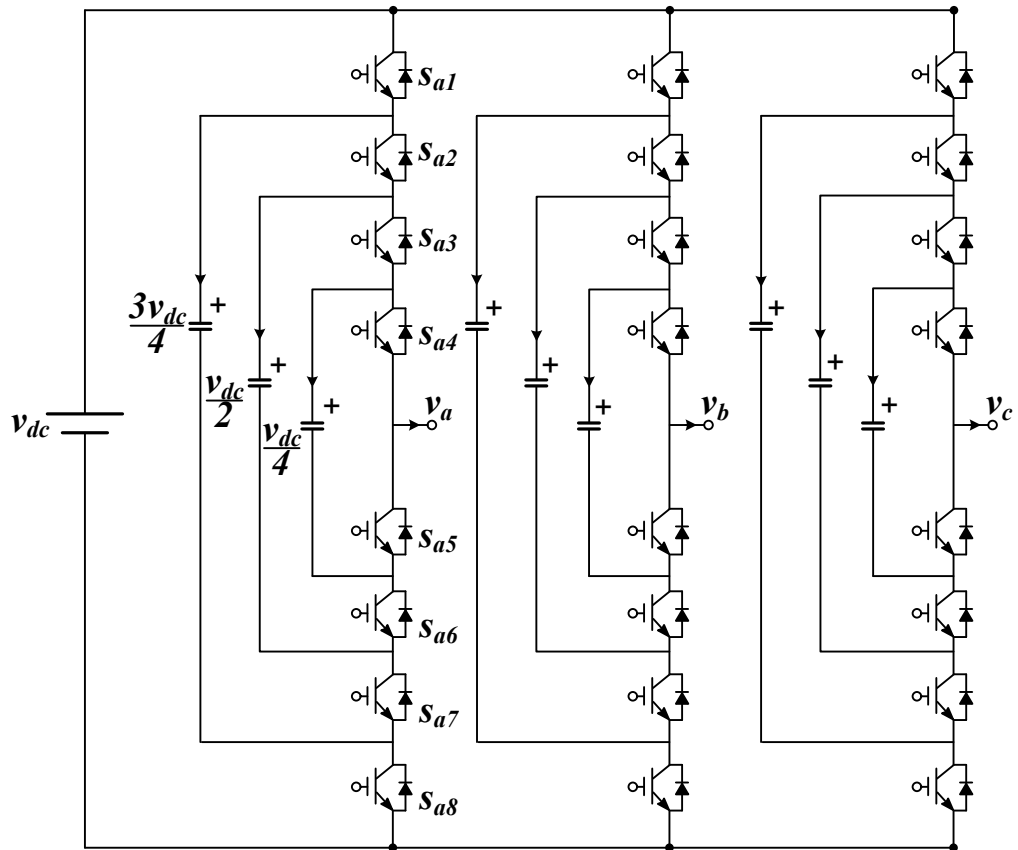 s_a1
s_a2
s_a3
3v_dc/4
+
+
+
s_a4
v_dc/2
+
+
+
v_dc
v_dc/4
+
v_a
+
v_b
+
v_c
s_a5
s_a6
s_a7
s_a8